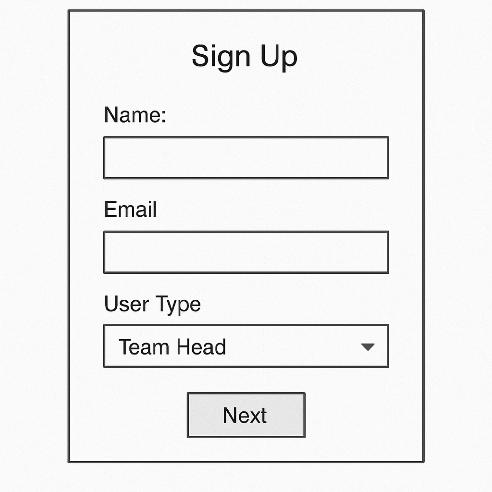 Sign Up
Name:
Email
User Type
Team Head
Next